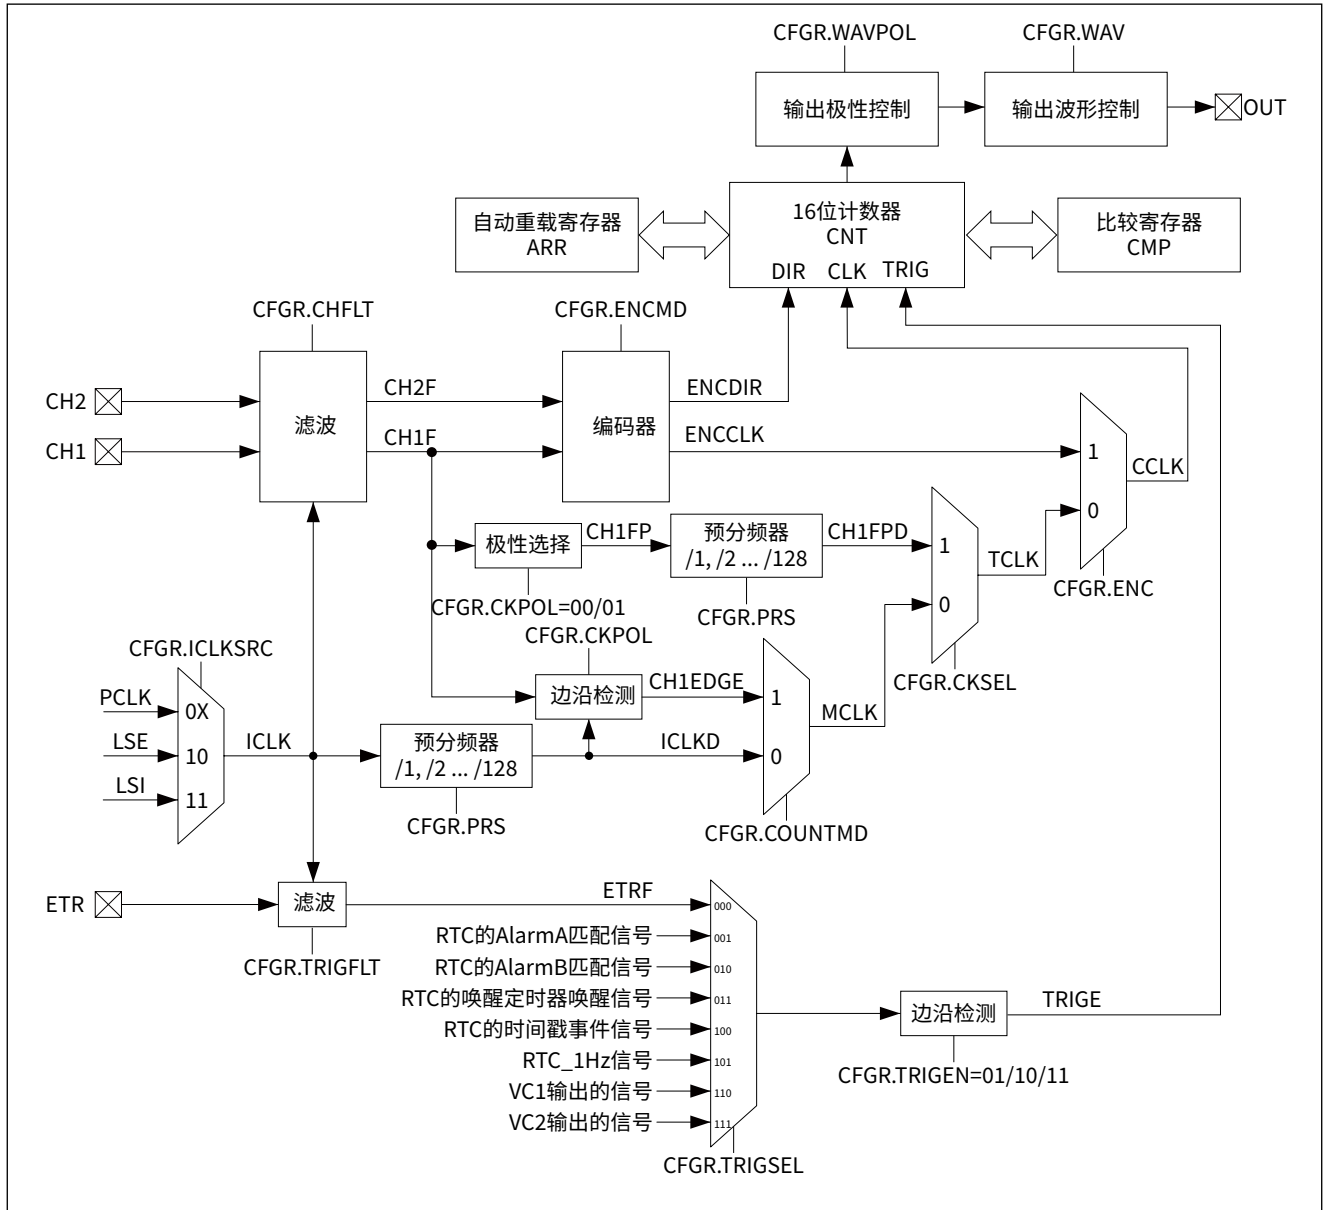 CFGR.WAVPOL
CFGR.WAV
输出极性控制
输出波形控制
OUT
自动重载寄存器
ARR
16位计数器
CNT
DIR
CLK
TRIG
比较寄存器
CMP
CFGR.CHFLT
CFGR.ENCMD
CH2
CH1
滤波
CH2F
CH1F
编码器
ENCDIR
ENCCLK
1
0
CCLK
CFGR.ENC
极性选择
CH1FP
预分频器
/1, /2 ... /128
CH1FPD
1
0
TCLK
CFGR.CKPOL=00/01
CFGR.PRS
CFGR.CKPOL
CFGR.CKSEL
CFGR.ICLKSRC
PCLK
LSE
LSI
0X
10
11
ICLK
边沿检测
CH1EDGE
1
0
MCLK
预分频器
/1, /2 ... /128
ICLKD
CFGR.PRS
CFGR.COUNTMD
ETR
滤波
ETRF
CFGR.TRIGFLT
000
RTC的AlarmA匹配信号
001
RTC的AlarmB匹配信号
010
RTC的唤醒定时器唤醒信号
011
RTC的时间戳事件信号
100
RTC_1Hz信号
101
VC1输出的信号
110
VC2输出的信号
111
CFGR.TRIGSEL
边沿检测
TRIGE
CFGR.TRIGEN=01/10/11